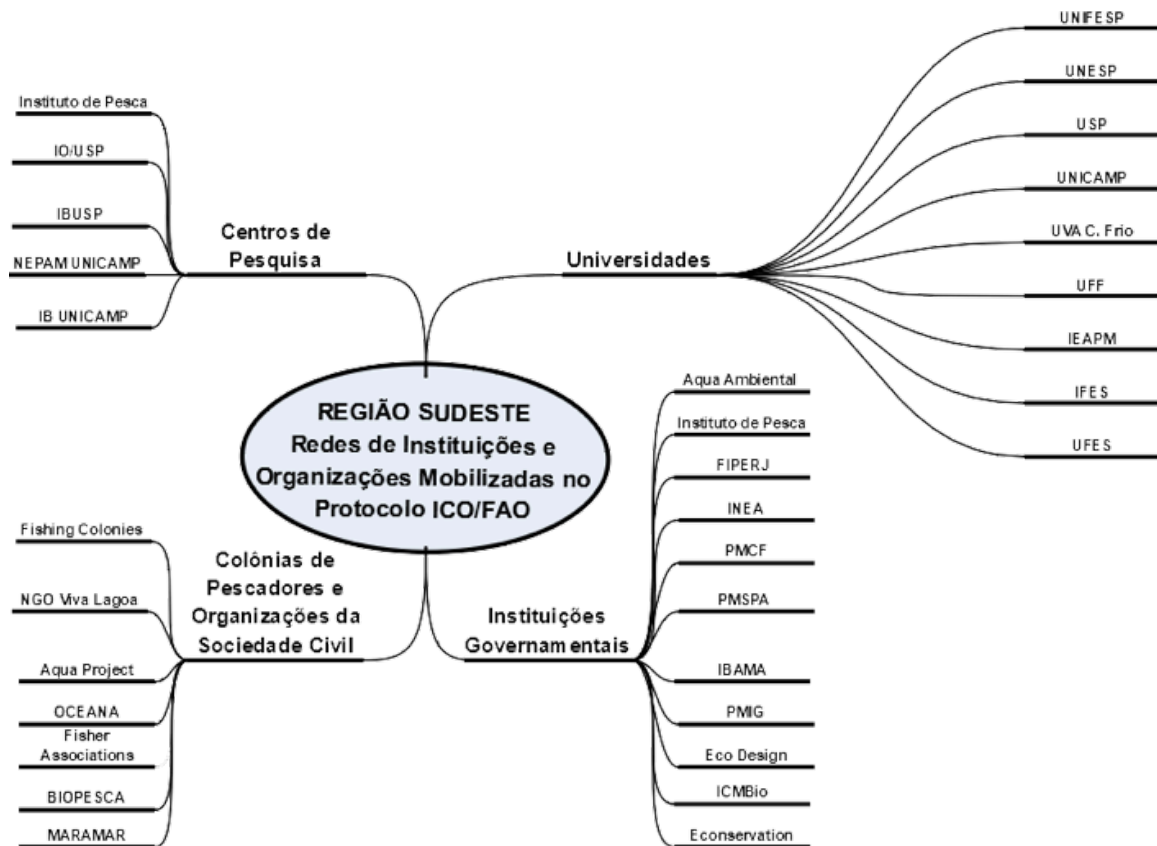 Centros de
Pesquisa
Instituto de Pesca
IO/USP
IBUSP
NEPAM UNICAMP
IB UNICAMP
Universidades
UNIFESP
UNESP
USP
UNICAMP
UVA C. Frio
UFF
IEAPM
IFES
UFES
REGIÃO SUDESTE
Redes de Instituições e
Organizações Mobilizadas no
Protocolo ICO/FAO
Colônias de
Pescadores e
Organizações da
Sociedade Civil
Fishing Colonies
NGO Viva Lagoa
Aqua Project
OCEANA
Fisher
Associations
BIOPESCA
MARAMAR
Instituições
Governamentais
Aqua Ambiental
Instituto de Pesca
FIPERJ
INEA
PMCF
PMSPA
IBAMA
PMIG
Eco Design
ICMBio
Econservation